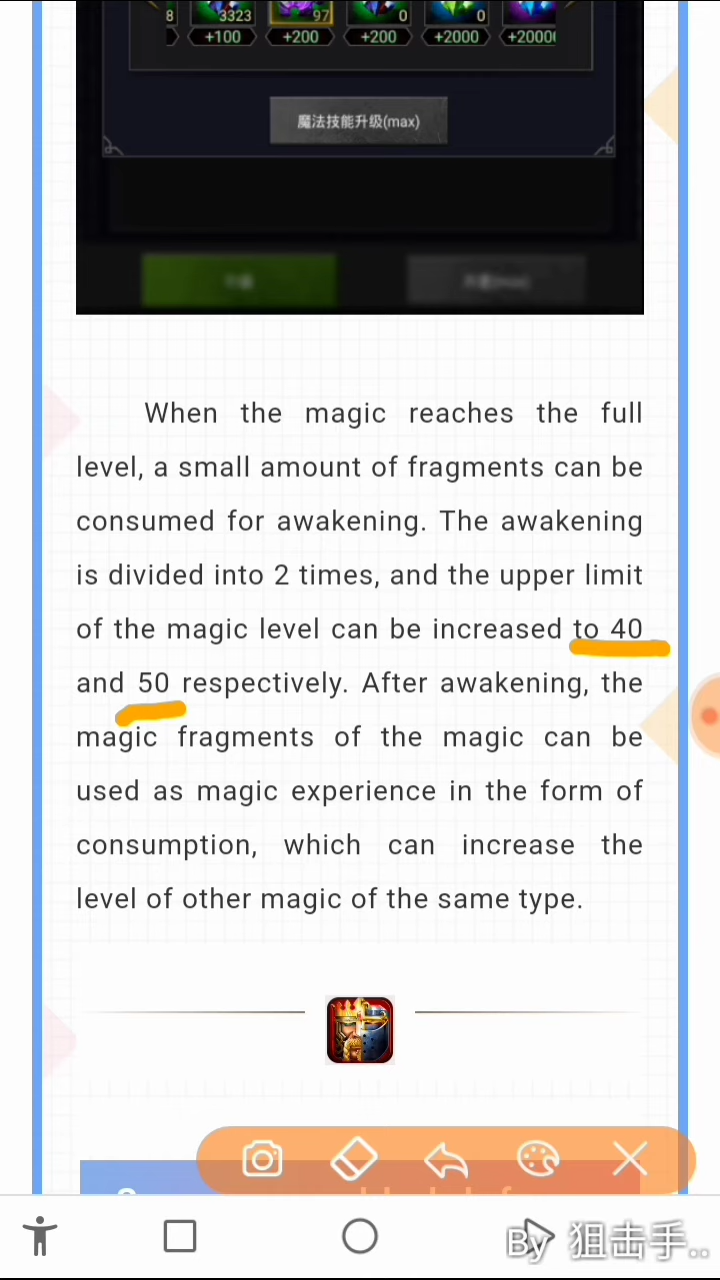 8 3323 97 0 0
+100 +200 +200 +2000 +2000
魔法技能升级(max)
When the magic reaches the full
level, a small amount of fragments can be
consumed for awakening. The awakening
is divided into 2 times, and the upper limit
of the magic level can be increased to 40
and 50 respectively. After awakening, the
magic fragments of the magic can be
used as magic experience in the form of
consumption, which can increase the
level of other magic of the same type.
By 狙击手..